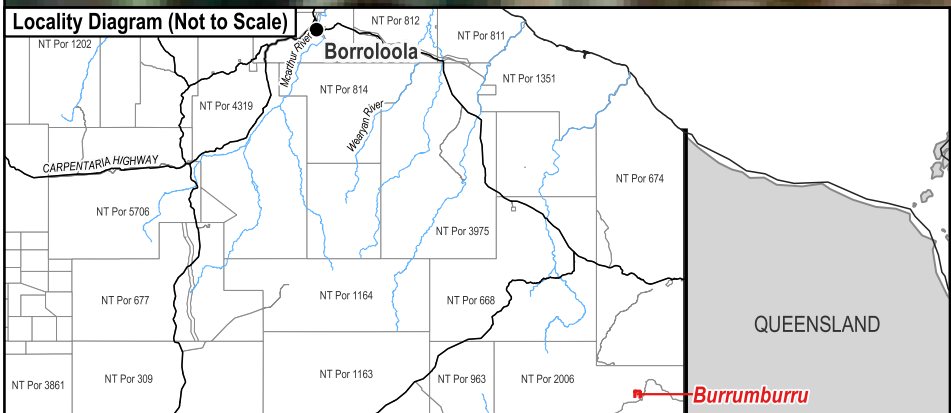 Locality Diagram (Not to Scale)
NT Por 812
NT Por 1202
NT Por 811
Borroloola
Mcarthur River
NT Por 1351
NT Por 814
NT Por 4319
Wearyan River
CARPENTARIA HIGHWAY
NT Por 674
NT Por 5706
NT Por 3975
NT Por 677
NT Por 1164
NT Por 668
QUEENSLAND
NT Por 3861
NT Por 309
NT Por 1163
NT Por 963
NT Por 2006
Burrumburru